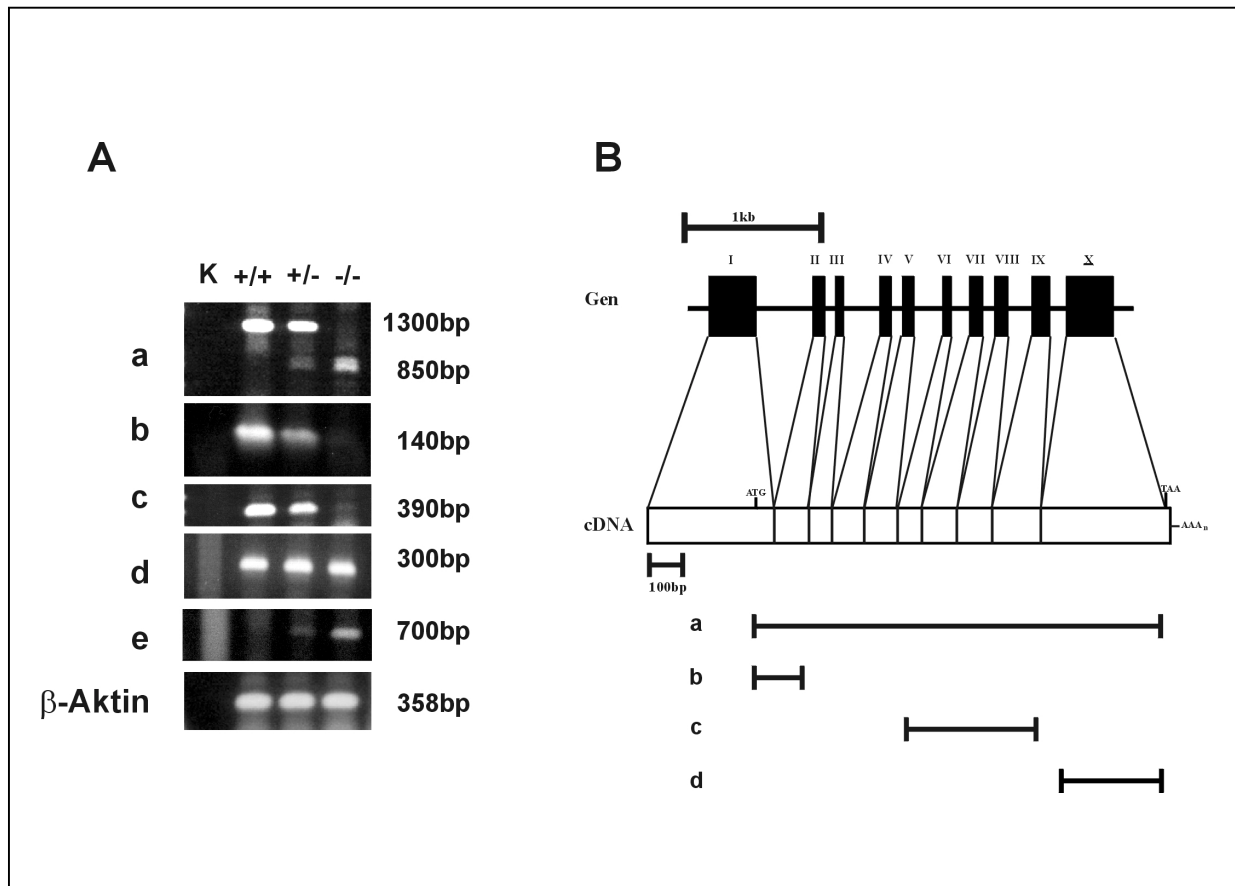 A
K +/+ +/- -/-
a
1300bp
850bp
b
140bp
c
390bp
d
300bp
e
700bp
β-Aktin
358bp
B
1kb
I II III IV V VI VII VIII IX X
Gen
ATG
TAA
cDNA
AAAn
100bp
a
b
c
d